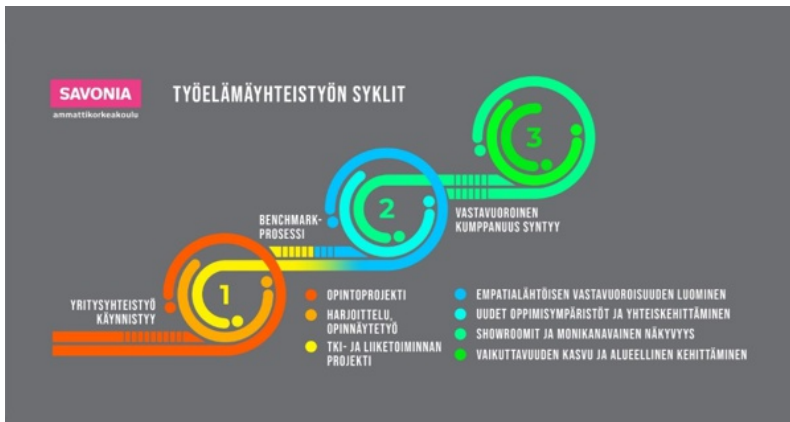 SAVONIA
ammattikorkeakoulu
TYÖELÄMÄYHTEISTYÖN SYKLIT
3
2
BENCHMARK-
PROSESSI
VASTAVUOROINEN
KUMPPANUUS SYNTYY
1
YRITYSYHTEISTYÖ
KÄYNNISTYY
OPINTOPROJEKTI
HARJOITTELU,
OPINNÄYTETYÖ
TKI- JA LIIKETOIMINNAN
PROJEKTI
EMPATIALÄHTÖISEN VASTAVUOROISUUDEN LUOMINEN
UUDET OPPIMISYMPÄRISTÖT JA YHTEISKEHITTÄMINEN
SHOWROOMIT JA MONIKANAVAINEN NÄKYVYYS
VAIKUTTAVUUDEN KASVU JA ALUEELLINEN KEHITTÄMINEN